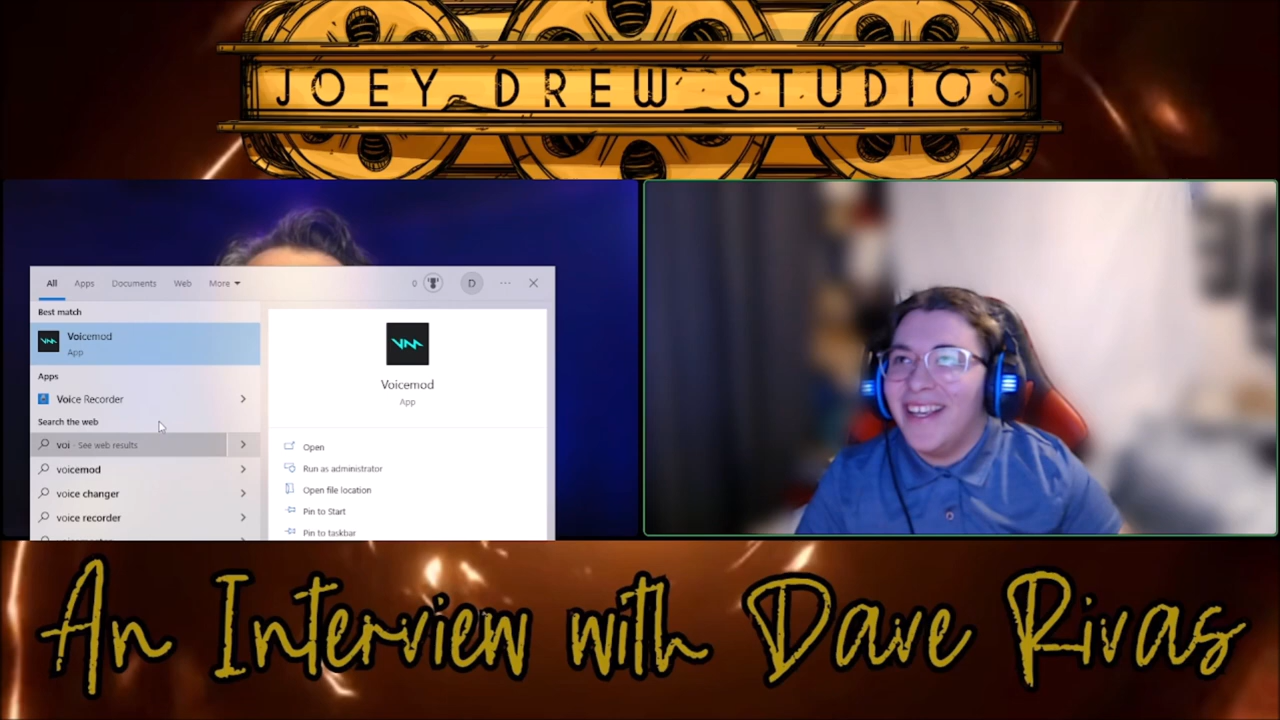 JOEY DREW STUDIOS
All Apps Documents Web More 0 D ...
Best match
Voicemod
App
Apps
Voice Recorder
Search the web
voi - See web results
voicemod
voice changer
voice recorder
Voicemod
App
Open
Run as administrator
Open file location
Pin to Start
Pin to taskbar
An Interview with Dave Rivas